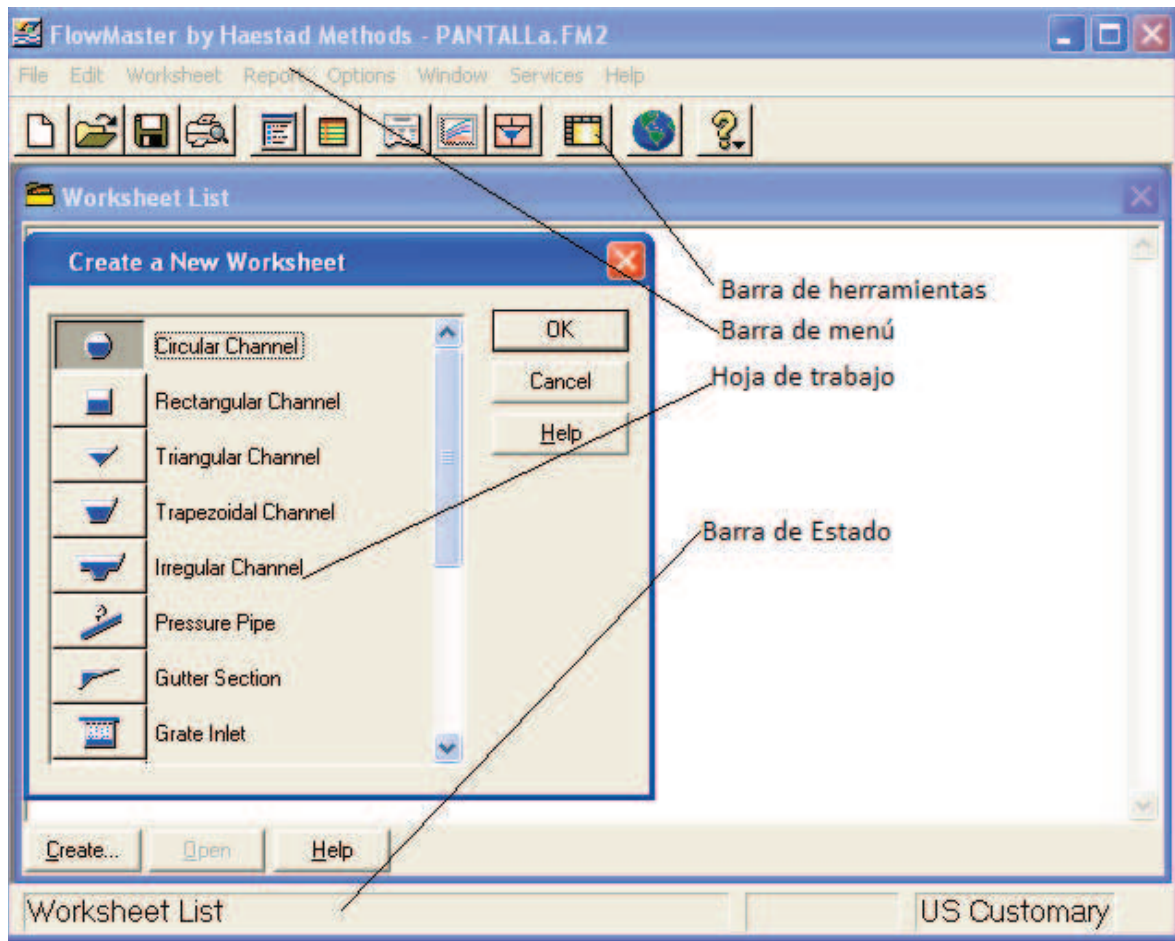 FlowMaster by Haestad Methods - PANTALLa.FM2
File Edit Worksheet Report Options Window Services Help
Worksheet List
Create a New Worksheet
Circular Channel
Rectangular Channel
Triangular Channel
Trapezoidal Channel
Irregular Channel
Pressure Pipe
Gutter Section
Grate Inlet
OK
Cancel
Help
Barra de herramientas
Barra de menú
Hoja de trabajo
Barra de Estado
Create... Open Help
Worksheet List US Customary